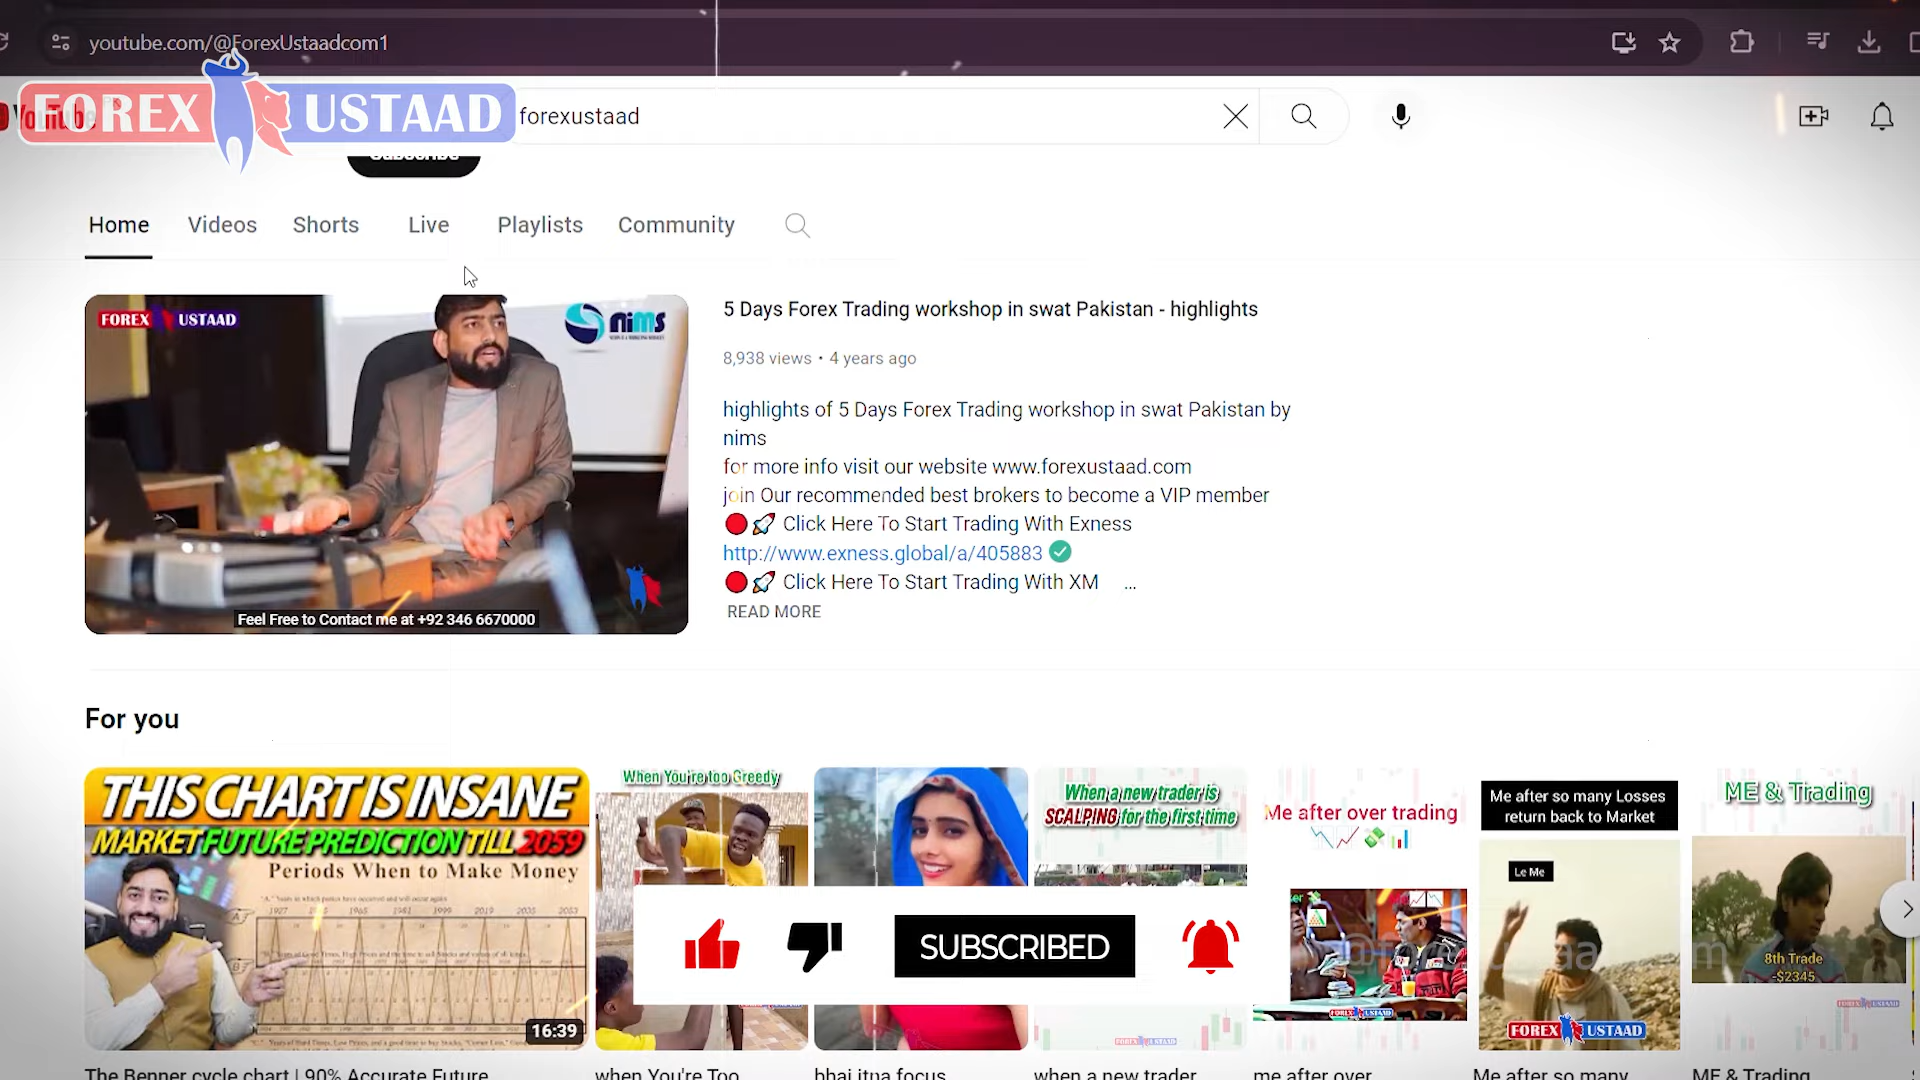 youtube.com/@ForexUstaadcom1
FOREX USTAAD
forexustaad
Subscribe
Home Videos Shorts Live Playlists Community
5 Days Forex Trading workshop in swat Pakistan - highlights
8,938 views • 4 years ago
highlights of 5 Days Forex Trading workshop in swat Pakistan by
nims
for more info visit our website www.forexustaad.com
join Our recommended best brokers to become a VIP member
🔴🚀 Click Here To Start Trading With Exness
http://www.exness.global/a/405883 ✅
🔴🚀 Click Here To Start Trading With XM ...
READ MORE
FOREX USTAAD
nims
Feel Free to Contact me at +92 346 6670000
For you
THIS CHART IS INSANE
MARKET FUTURE PREDICTION TILL 2059
Periods When to Make Money
1927 1965 1981 1999 2019 2035 2053
16:39
When You're too Greedy
When a new trader is
SCALPING for the first time
Me after over trading
Me after so many Losses
return back to Market
Le Me
FOREX USTAAD
ME & Trading
8th Trade
-$2345
SUBSCRIBED
The Benner cycle chart | 90% Accurate Future
when You're Too
bhai itna focus
when a new trader
me after over
Me after so many
ME & Trading